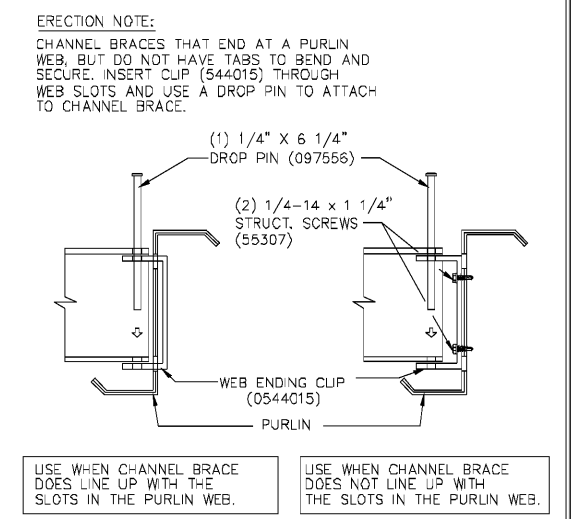 ERECTION NOTE:
CHANNEL BRACES THAT END AT A PURLIN
WEB, BUT DO NOT HAVE TABS TO BEND AND
SECURE. INSERT CLIP (544015) THROUGH
WEB SLOTS AND USE A DROP PIN TO ATTACH
TO CHANNEL BRACE.
(1) 1/4" X 6 1/4"
DROP PIN (097556)
(2) 1/4-14 x 1 1/4"
STRUCT. SCREWS
(55307)
WEB ENDING CLIP
(0544015)
PURLIN
USE WHEN CHANNEL BRACE
DOES LINE UP WITH THE
SLOTS IN THE PURLIN WEB.
USE WHEN CHANNEL BRACE
DOES NOT LINE UP WITH
THE SLOTS IN THE PURLIN WEB.